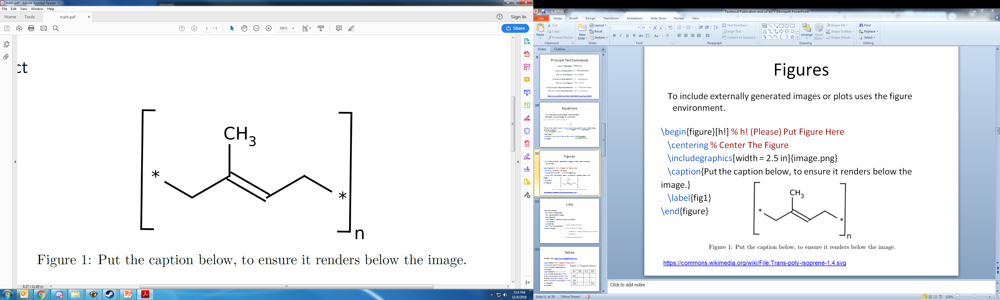 math.pdf - Adobe Acrobat Reader DC
File Edit View Window Help
Home Tools math.pdf × ? Sign In
1 / 1 300% Share
ct
CH3
*
*
n
Figure 1: Put the caption below, to ensure it renders below the image.
8.27 x 11.69 in
7:14 PM
11/4/2018
Technical Publication and LaTeX - Microsoft PowerPoint
File Home Insert Design Transitions Animations Slide Show Review View
Paste
Cut
Copy
Format Painter
Clipboard
New
Slide
Layout
Reset
Section
Slides
24
Font
Text Direction
Align Text
Convert to SmartArt
Paragraph
Arrange
Quick
Styles
Shape Fill
Shape Outline
Shape Effects
Drawing
Find
Replace
Select
Editing
Slides Outline
9
Principle Text Commands
10
Equations
11
Figures
12
Lists
13
Tables
Table 1: Caption above.
Figures
To include externally generated images or plots uses the figure
environment.
\begin{figure}[h!] % h! (Please) Put Figure Here
\centering % Center The Figure
\includegraphics[width = 2.5 in]{image.png}
\caption{Put the caption below, to ensure it renders below the
image.}
\label{fig1}
\end{figure}
CH3
*
*
n
Figure 1: Put the caption below, to ensure it renders below the image.
https://commons.wikimedia.org/wiki/File:Trans-poly-isoprene-1,4.svg
Click to add notes
Slide 11 of 29 "Office Theme" 118%